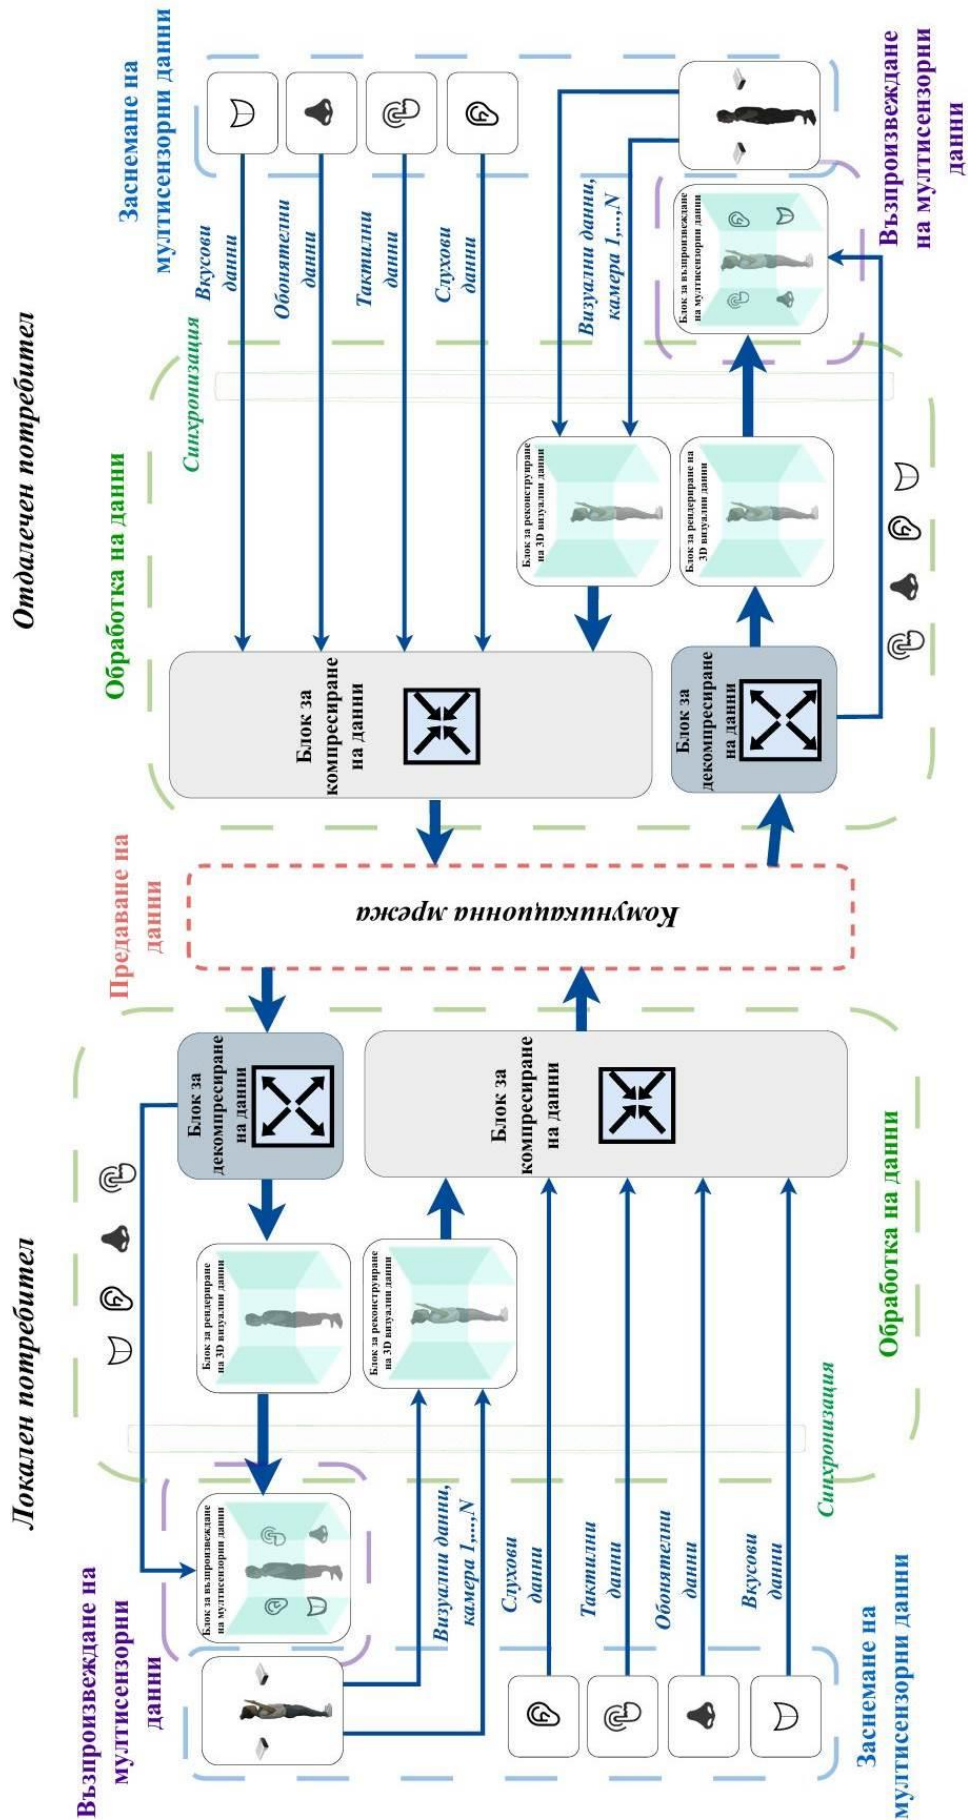 Локален потребител
Отдалечен потребител
Възпроизвеждане на
мултисензорни
данни
Блок за възпроизвеждане
на мултисензорни данни
Блок за рендериране
на 3D визуални данни
Блок за
декомпресиране
на данни
Визуални данни,
камера 1,...,N
Блок за реконструиране
на 3D визуални данни
Слухови
данни
Тактилни
данни
Обонятелни
данни
Вкусови
данни
Блок за
компресиране
на данни
Синхронизация
Заснемане на
мултисензорни данни
Обработка на данни
Предаване на
данни
Комуникационна мрежа
Обработка на данни
Синхронизация
Заснемане на
мултисензорни данни
Вкусови
данни
Обонятелни
данни
Тактилни
данни
Слухови
данни
Блок за
компресиране
на данни
Визуални данни,
камера 1,...,N
Блок за реконструиране
на 3D визуални данни
Блок за
декомпресиране
на данни
Блок за рендериране на
3D визуални данни
Блок за възпроизвеждане
на мултисензорни данни
Възпроизвеждане
на мултисензорни
данни